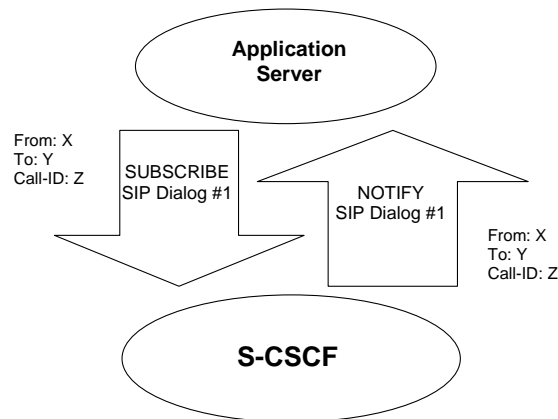 Application
Server
From: X
To: Y
Call-ID: Z
SUBSCRIBE
SIP Dialog #1
NOTIFY
SIP Dialog #1
From: X
To: Y
Call-ID: Z
S-CSCF